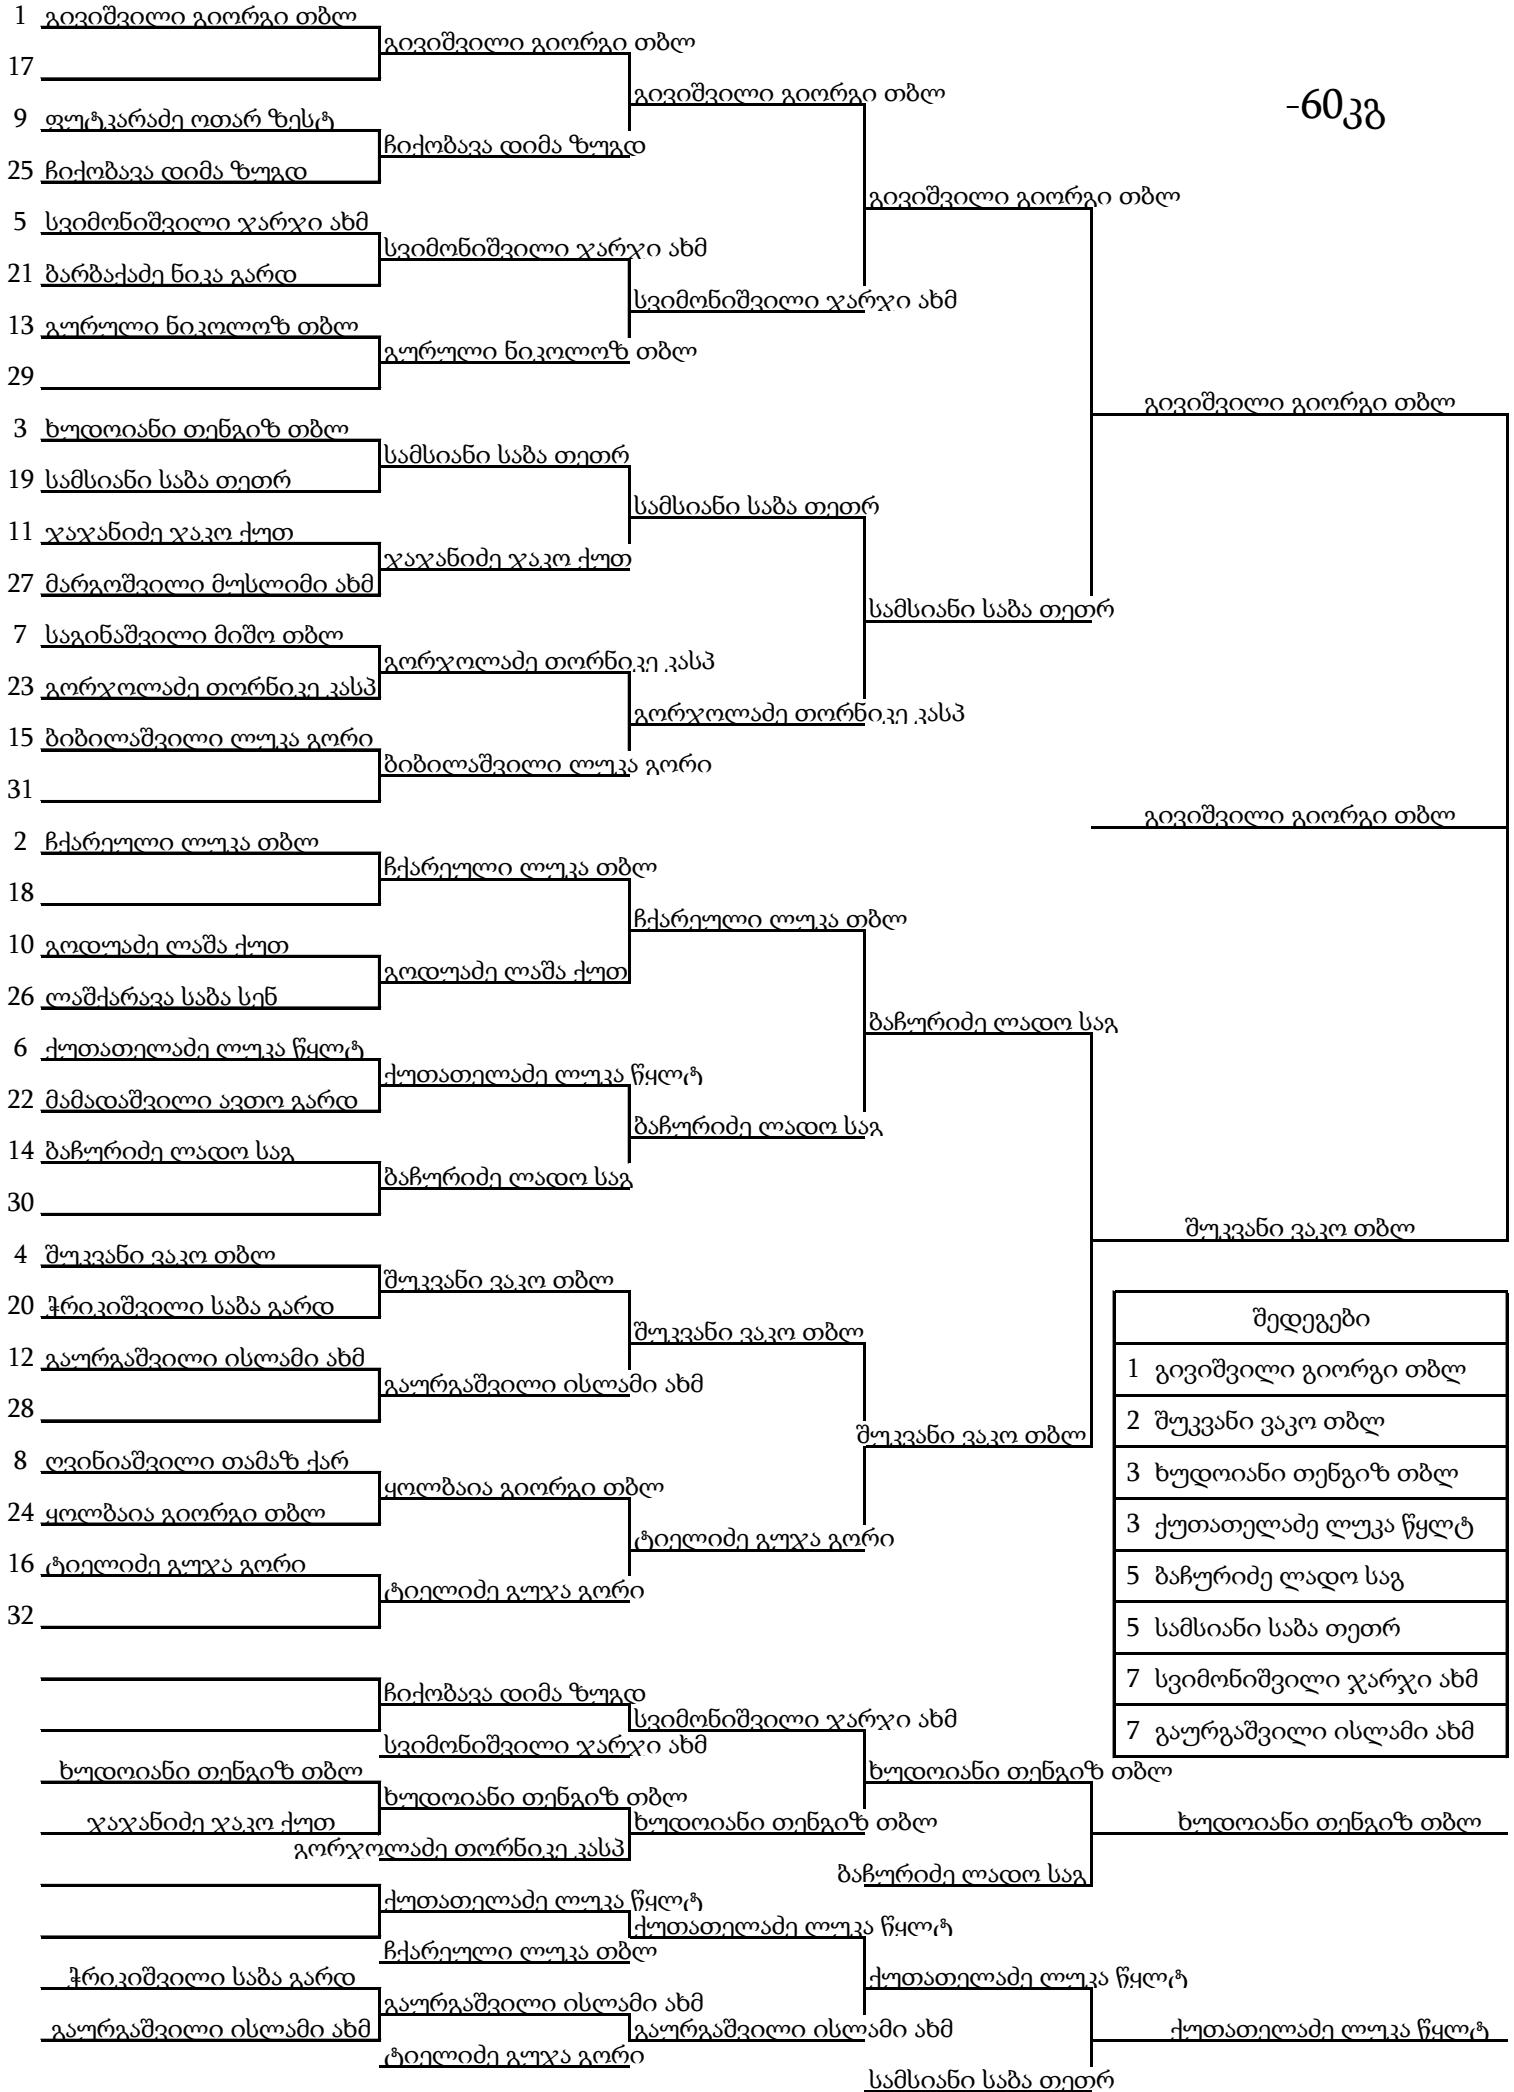 1 გივიშვილი გიორგი თბლ
გივიშვილი გიორგი თბლ
17
გივიშვილი გიორგი თბლ
-60კგ
9 ფუტკარაძე ოთარ ზესტ
ჩიქობავა დიმა ზუგდ
25 ჩიქობავა დიმა ზუგდ
გივიშვილი გიორგი თბლ
5 სვიმონიშვილი ჯარჯი ახმ
სვიმონიშვილი ჯარჯი ახმ
21 ბარბაქაძე ნიკა გარდ
სვიმონიშვილი ჯარჯი ახმ
13 გურული ნიკოლოზ თბლ
გურული ნიკოლოზ თბლ
29
გივიშვილი გიორგი თბლ
3 ხუდოიანი თენგიზ თბლ
სამსიანი საბა თეთრ
19 სამსიანი საბა თეთრ
სამსიანი საბა თეთრ
11 ჯაჯანიძე ჯაკო ქუთ
ჯაჯანიძე ჯაკო ქუთ
27 მარგოშვილი მუსლიმი ახმ
სამსიანი საბა თეთრ
7 საგინაშვილი მიშო თბლ
გორჯოლაძე თორნიკე კასპ
23 გორჯოლაძე თორნიკე კასპ
გორჯოლაძე თორნიკე კასპ
15 ბიბილაშვილი ლუკა გორი
ბიბილაშვილი ლუკა გორი
31
გივიშვილი გიორგი თბლ
2 ჩქარეული ლუკა თბლ
ჩქარეული ლუკა თბლ
18
ჩქარეული ლუკა თბლ
10 გოდუაძე ლაშა ქუთ
გოდუაძე ლაშა ქუთ
26 ლაშქარავა საბა სენ
ბაჩურიძე ლადო საგ
6 ქუთათელაძე ლუკა წყლტ
ქუთათელაძე ლუკა წყლტ
22 მამადაშვილი ავთო გარდ
ბაჩურიძე ლადო საგ
14 ბაჩურიძე ლადო საგ
ბაჩურიძე ლადო საგ
30
შუკვანი ვაკო თბლ
4 შუკვანი ვაკო თბლ
შუკვანი ვაკო თბლ
20 ჭრიკიშვილი საბა გარდ
შუკვანი ვაკო თბლ
12 გაურგაშვილი ისლამი ახმ
გაურგაშვილი ისლამი ახმ
28
შუკვანი ვაკო თბლ
8 ღვინიაშვილი თამაზ ქარ
ყოლბაია გიორგი თბლ
24 ყოლბაია გიორგი თბლ
ტიელიძე გუჯა გორი
16 ტიელიძე გუჯა გორი
ტიელიძე გუჯა გორი
32
შედეგები
1 გივიშვილი გიორგი თბლ
2 შუკვანი ვაკო თბლ
3 ხუდოიანი თენგიზ თბლ
3 ქუთათელაძე ლუკა წყლტ
5 ბაჩურიძე ლადო საგ
5 სამსიანი საბა თეთრ
7 სვიმონიშვილი ჯარჯი ახმ
7 გაურგაშვილი ისლამი ახმ
ჩიქობავა დიმა ზუგდ
სვიმონიშვილი ჯარჯი ახმ
სვიმონიშვილი ჯარჯი ახმ
ხუდოიანი თენგიზ თბლ
ხუდოიანი თენგიზ თბლ
ხუდოიანი თენგიზ თბლ
ჯაჯანიძე ჯაკო ქუთ
ხუდოიანი თენგიზ თბლ
ხუდოიანი თენგიზ თბლ
გორჯოლაძე თორნიკე კასპ
ბაჩურიძე ლადო საგ
ქუთათელაძე ლუკა წყლტ
ქუთათელაძე ლუკა წყლტ
ჩქარეული ლუკა თბლ
ჭრიკიშვილი საბა გარდ
ქუთათელაძე ლუკა წყლტ
გაურგაშვილი ისლამი ახმ
გაურგაშვილი ისლამი ახმ
გაურგაშვილი ისლამი ახმ
ქუთათელაძე ლუკა წყლტ
ტიელიძე გუჯა გორი
სამსიანი საბა თეთრ